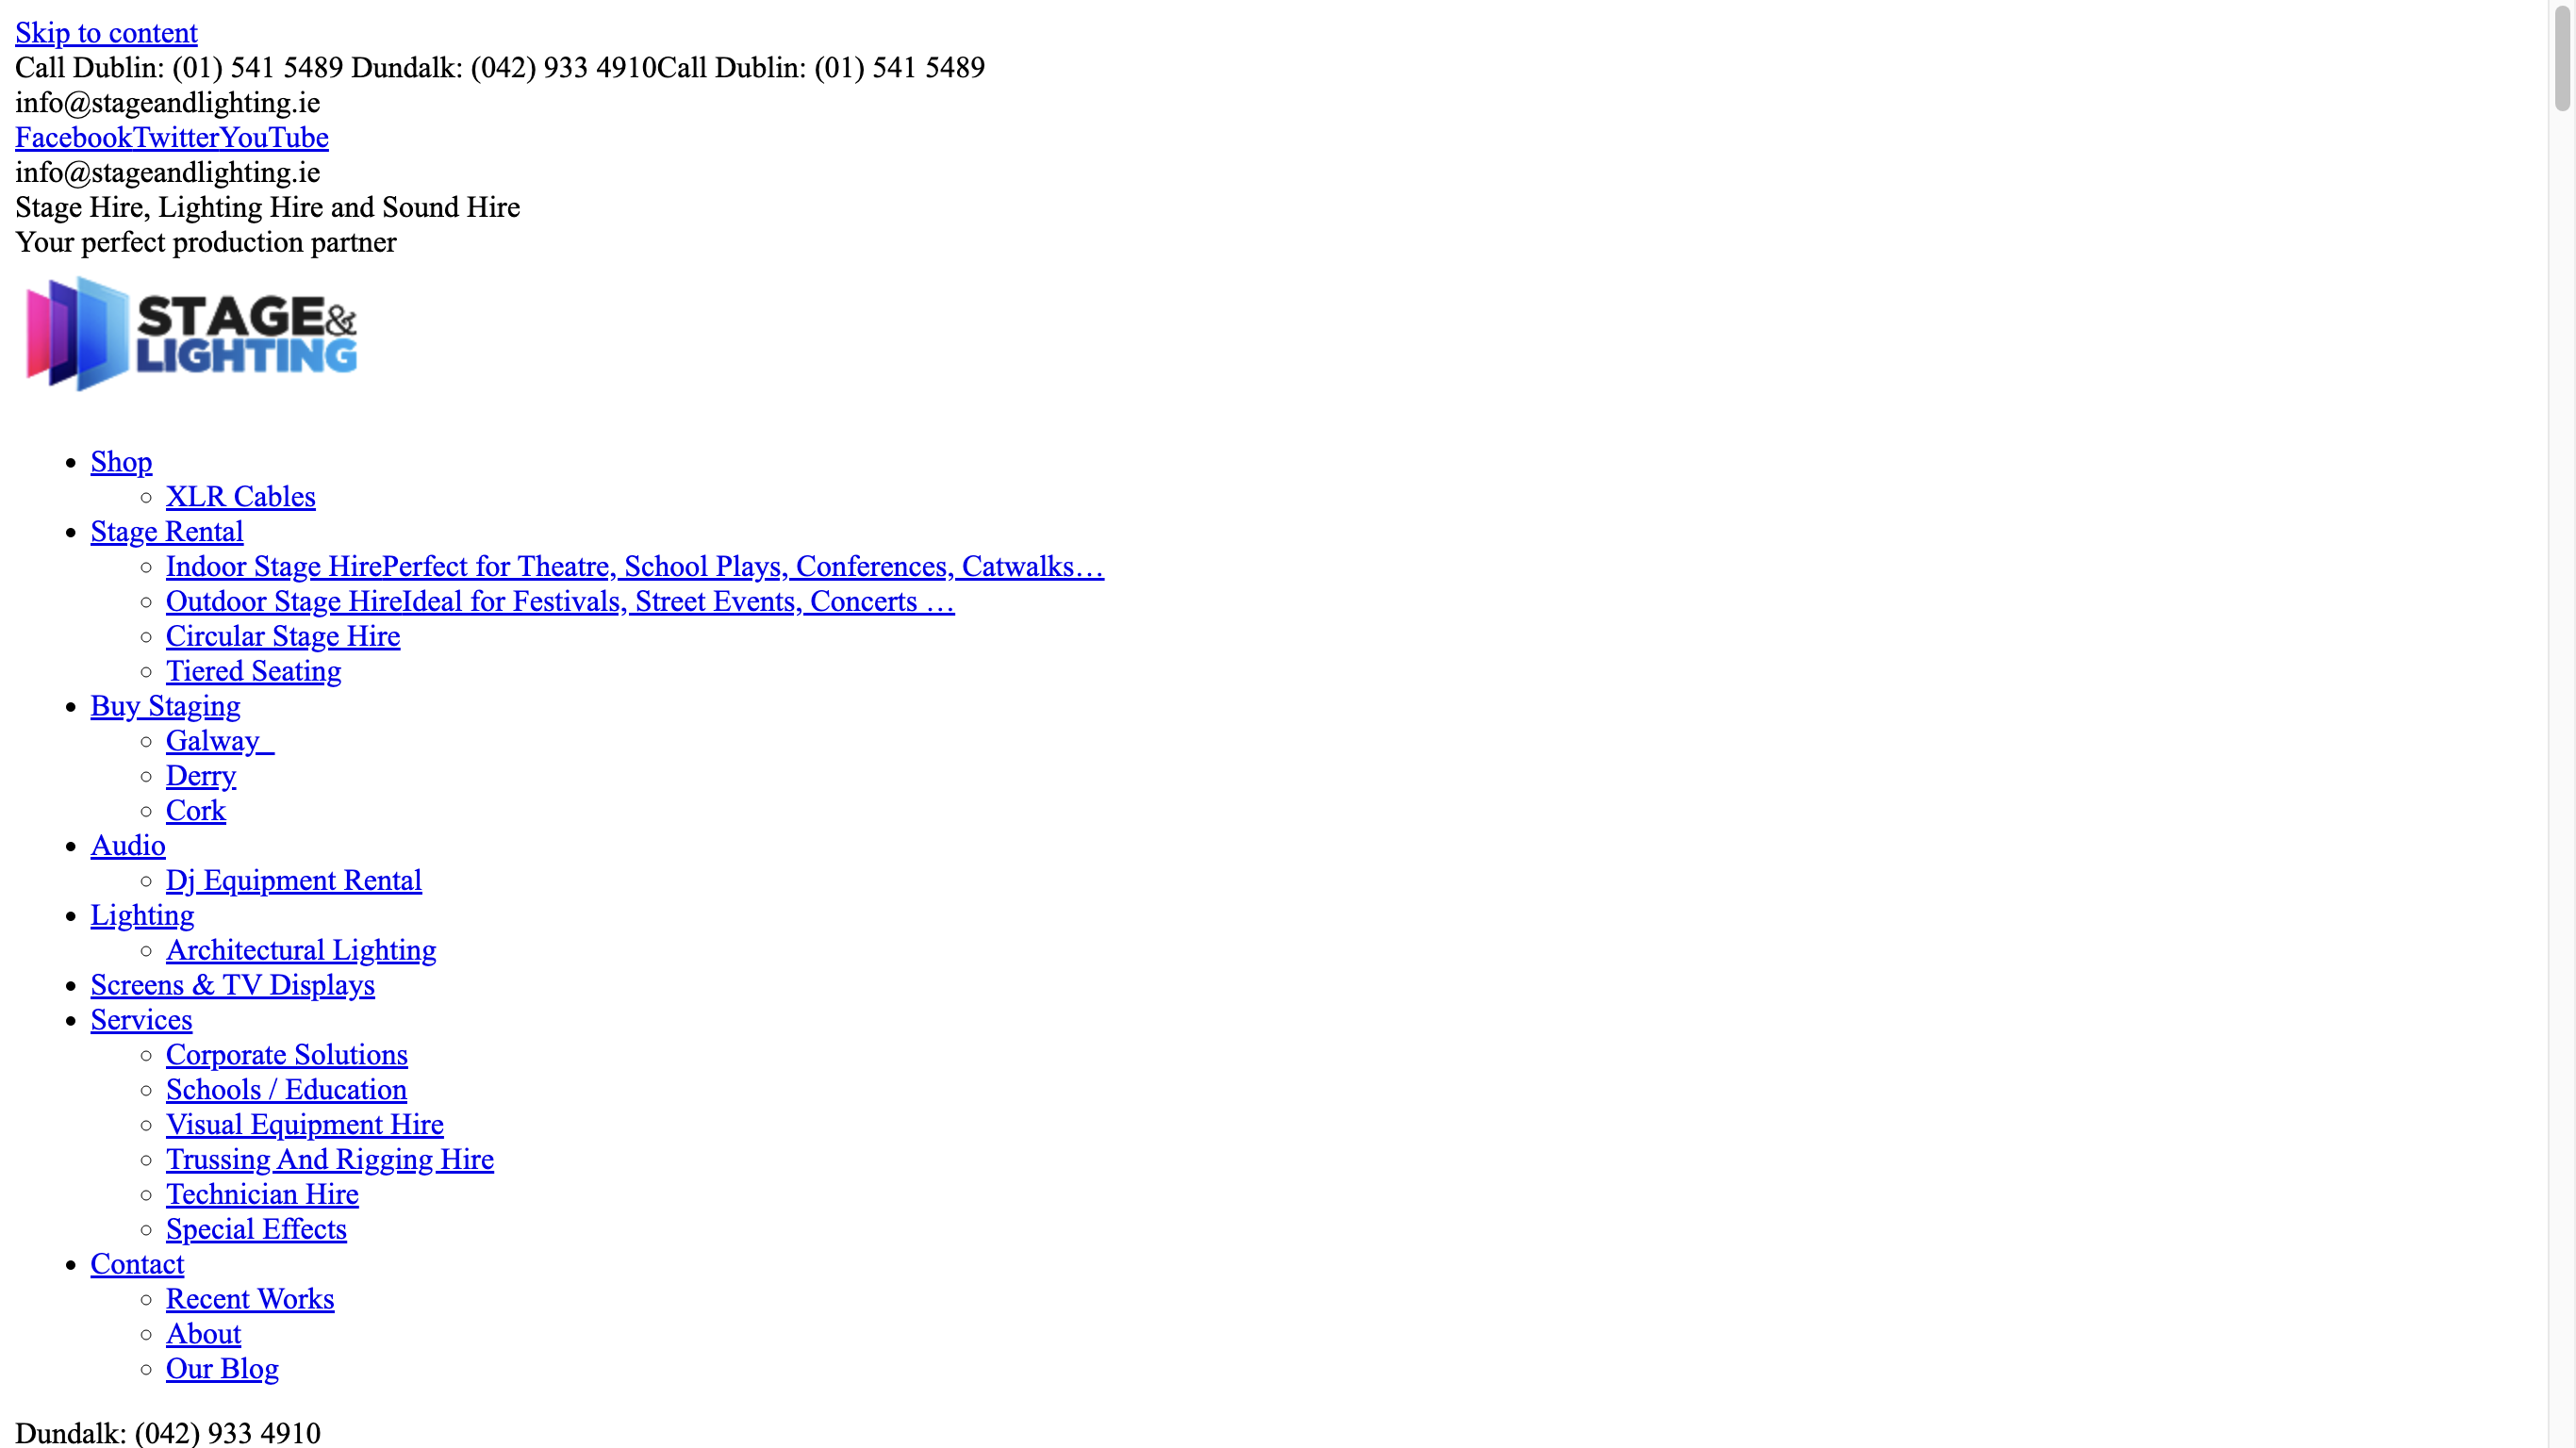 Skip to content
Call Dublin: (01) 541 5489 Dundalk: (042) 933 4910Call Dublin: (01) 541 5489
info@stageandlighting.ie
FacebookTwitterYouTube
info@stageandlighting.ie
Stage Hire, Lighting Hire and Sound Hire
Your perfect production partner
STAGE&
LIGHTING
Shop
XLR Cables
Stage Rental
Indoor Stage HirePerfect for Theatre, School Plays, Conferences, Catwalks…
Outdoor Stage HireIdeal for Festivals, Street Events, Concerts …
Circular Stage Hire
Tiered Seating
Buy Staging
Galway
Derry
Cork
Audio
Dj Equipment Rental
Lighting
Architectural Lighting
Screens & TV Displays
Services
Corporate Solutions
Schools / Education
Visual Equipment Hire
Trussing And Rigging Hire
Technician Hire
Special Effects
Contact
Recent Works
About
Our Blog
Dundalk: (042) 933 4910